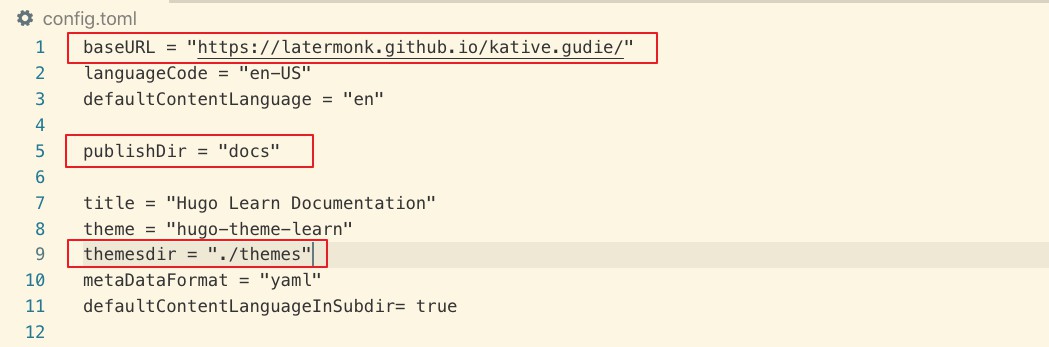 config.toml
1 baseURL = "https://latermonk.github.io/kative.gudie/"
2 languageCode = "en-US"
3 defaultContentLanguage = "en"
4
5 publishDir = "docs"
6
7 title = "Hugo Learn Documentation"
8 theme = "hugo-theme-learn"
9 themesdir = "./themes"
10 metaDataFormat = "yaml"
11 defaultContentLanguageInSubdir= true
12